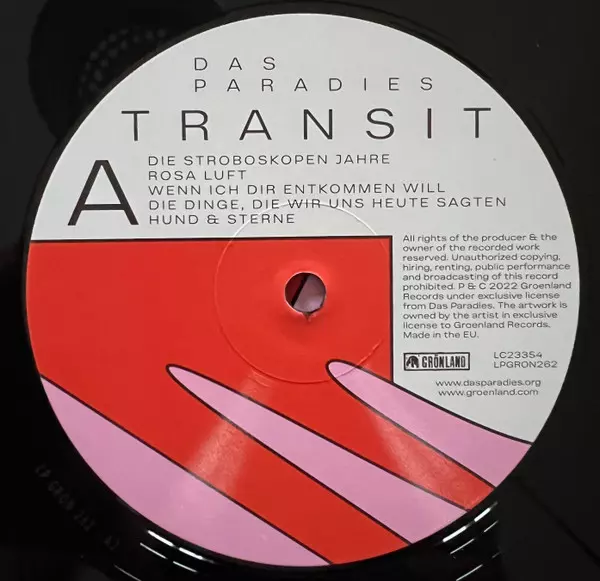 DAS
PARADIES
TRANSIT
A
DIE STROBOSKOPEN JAHRE
ROSA LUFT
WENN ICH DIR ENTKOMMEN WILL
DIE DINGE, DIE WIR UNS HEUTE SAGTEN
HUND & STERNE
All rights of the producer & the
owner of the recorded work
reserved. Unauthorized copying,
hiring, renting, public performance
and broadcasting of this record
prohibited. P & C 2022 Groenland
Records under exclusive license
from Das Paradies. The artwork is
owned by the artist in exclusive
license to Groenland Records.
Made in the EU.
GRÖNLAND
LC23354
LPGRON262
www.dasparadies.org
www.groenland.com